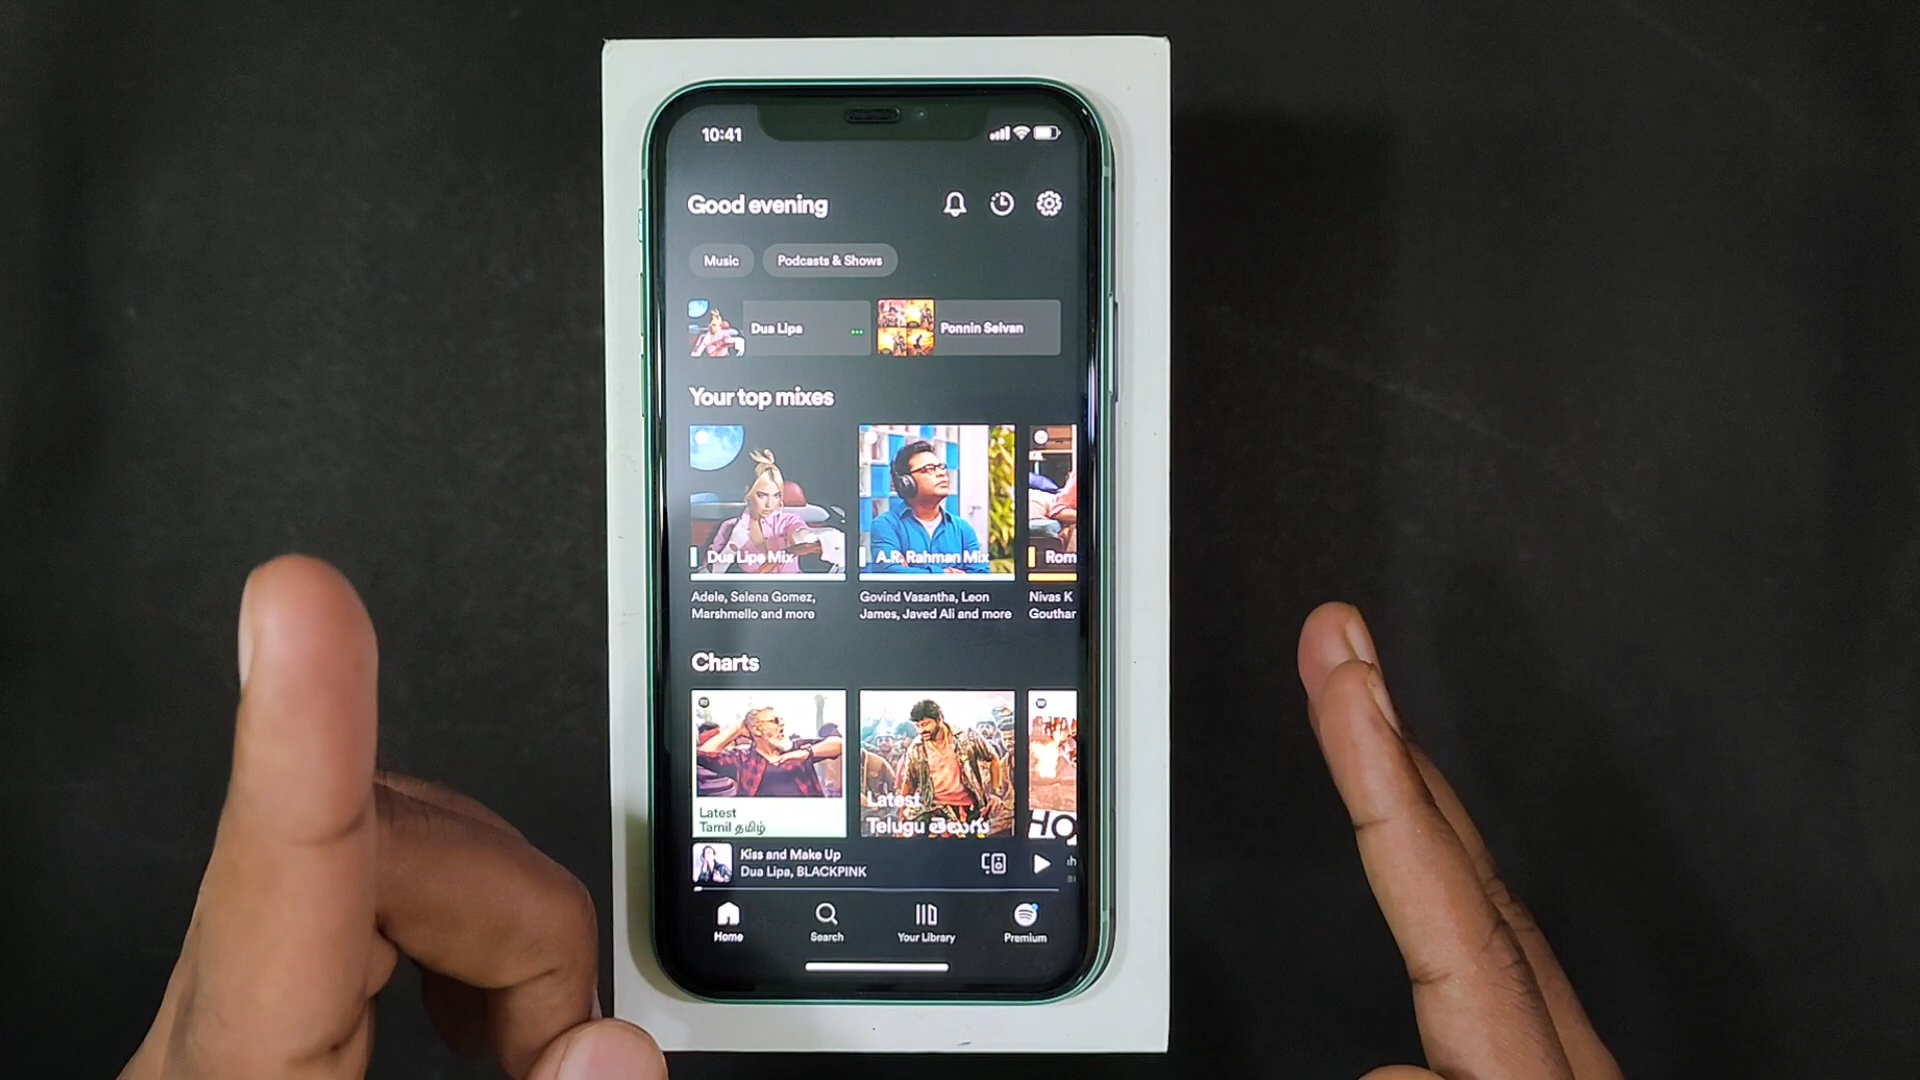 10:41
Good evening
Music
Podcasts & Shows
Dua Lipa
Ponnin Selvan
Your top mixes
Dua Lipa Mix
A.R. Rahman Mix
Rom
Adele, Selena Gomez,
Marshmello and more
Govind Vasantha, Leon
James, Javed Ali and more
Nivas K
Gouthar
Charts
Latest
Tamil தமிழ்
Latest
Telugu తెలుగు
HO
Kiss and Make Up
Dua Lipa, BLACKPINK
Home
Search
Your Library
Premium